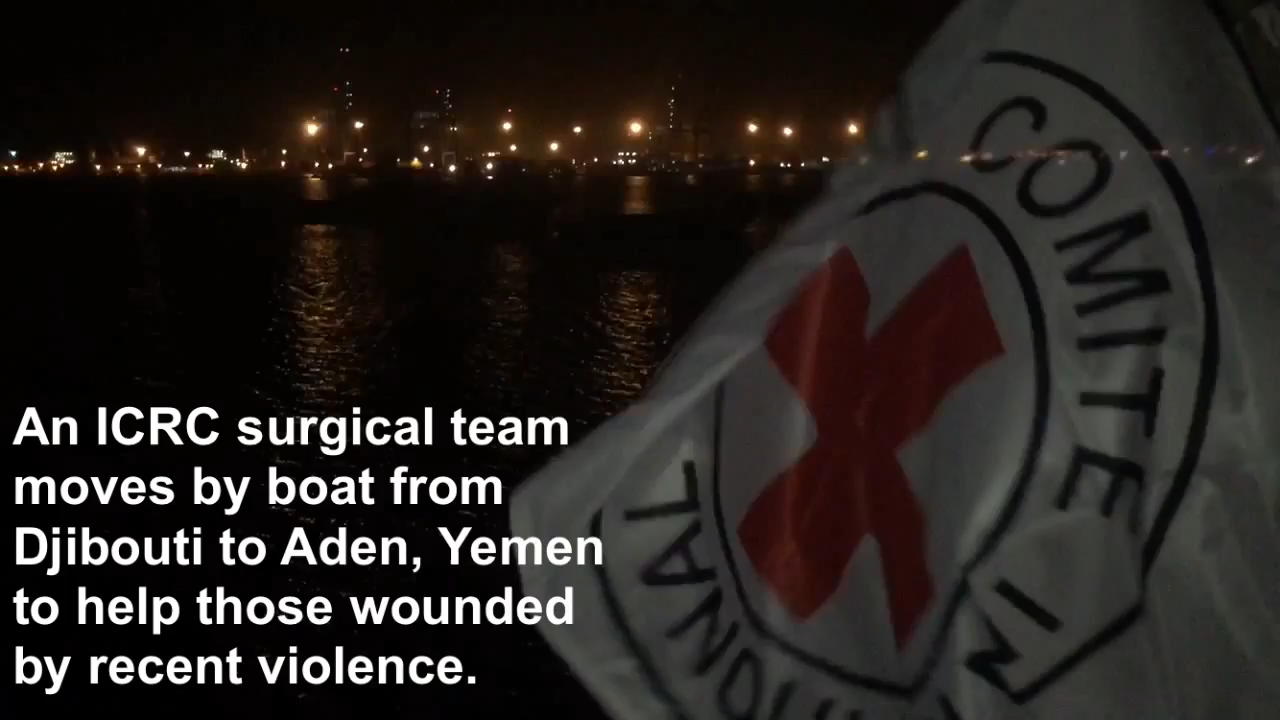 An ICRC surgical team
moves by boat from
Djibouti to Aden, Yemen
to help those wounded
by recent violence.
COMITE IN